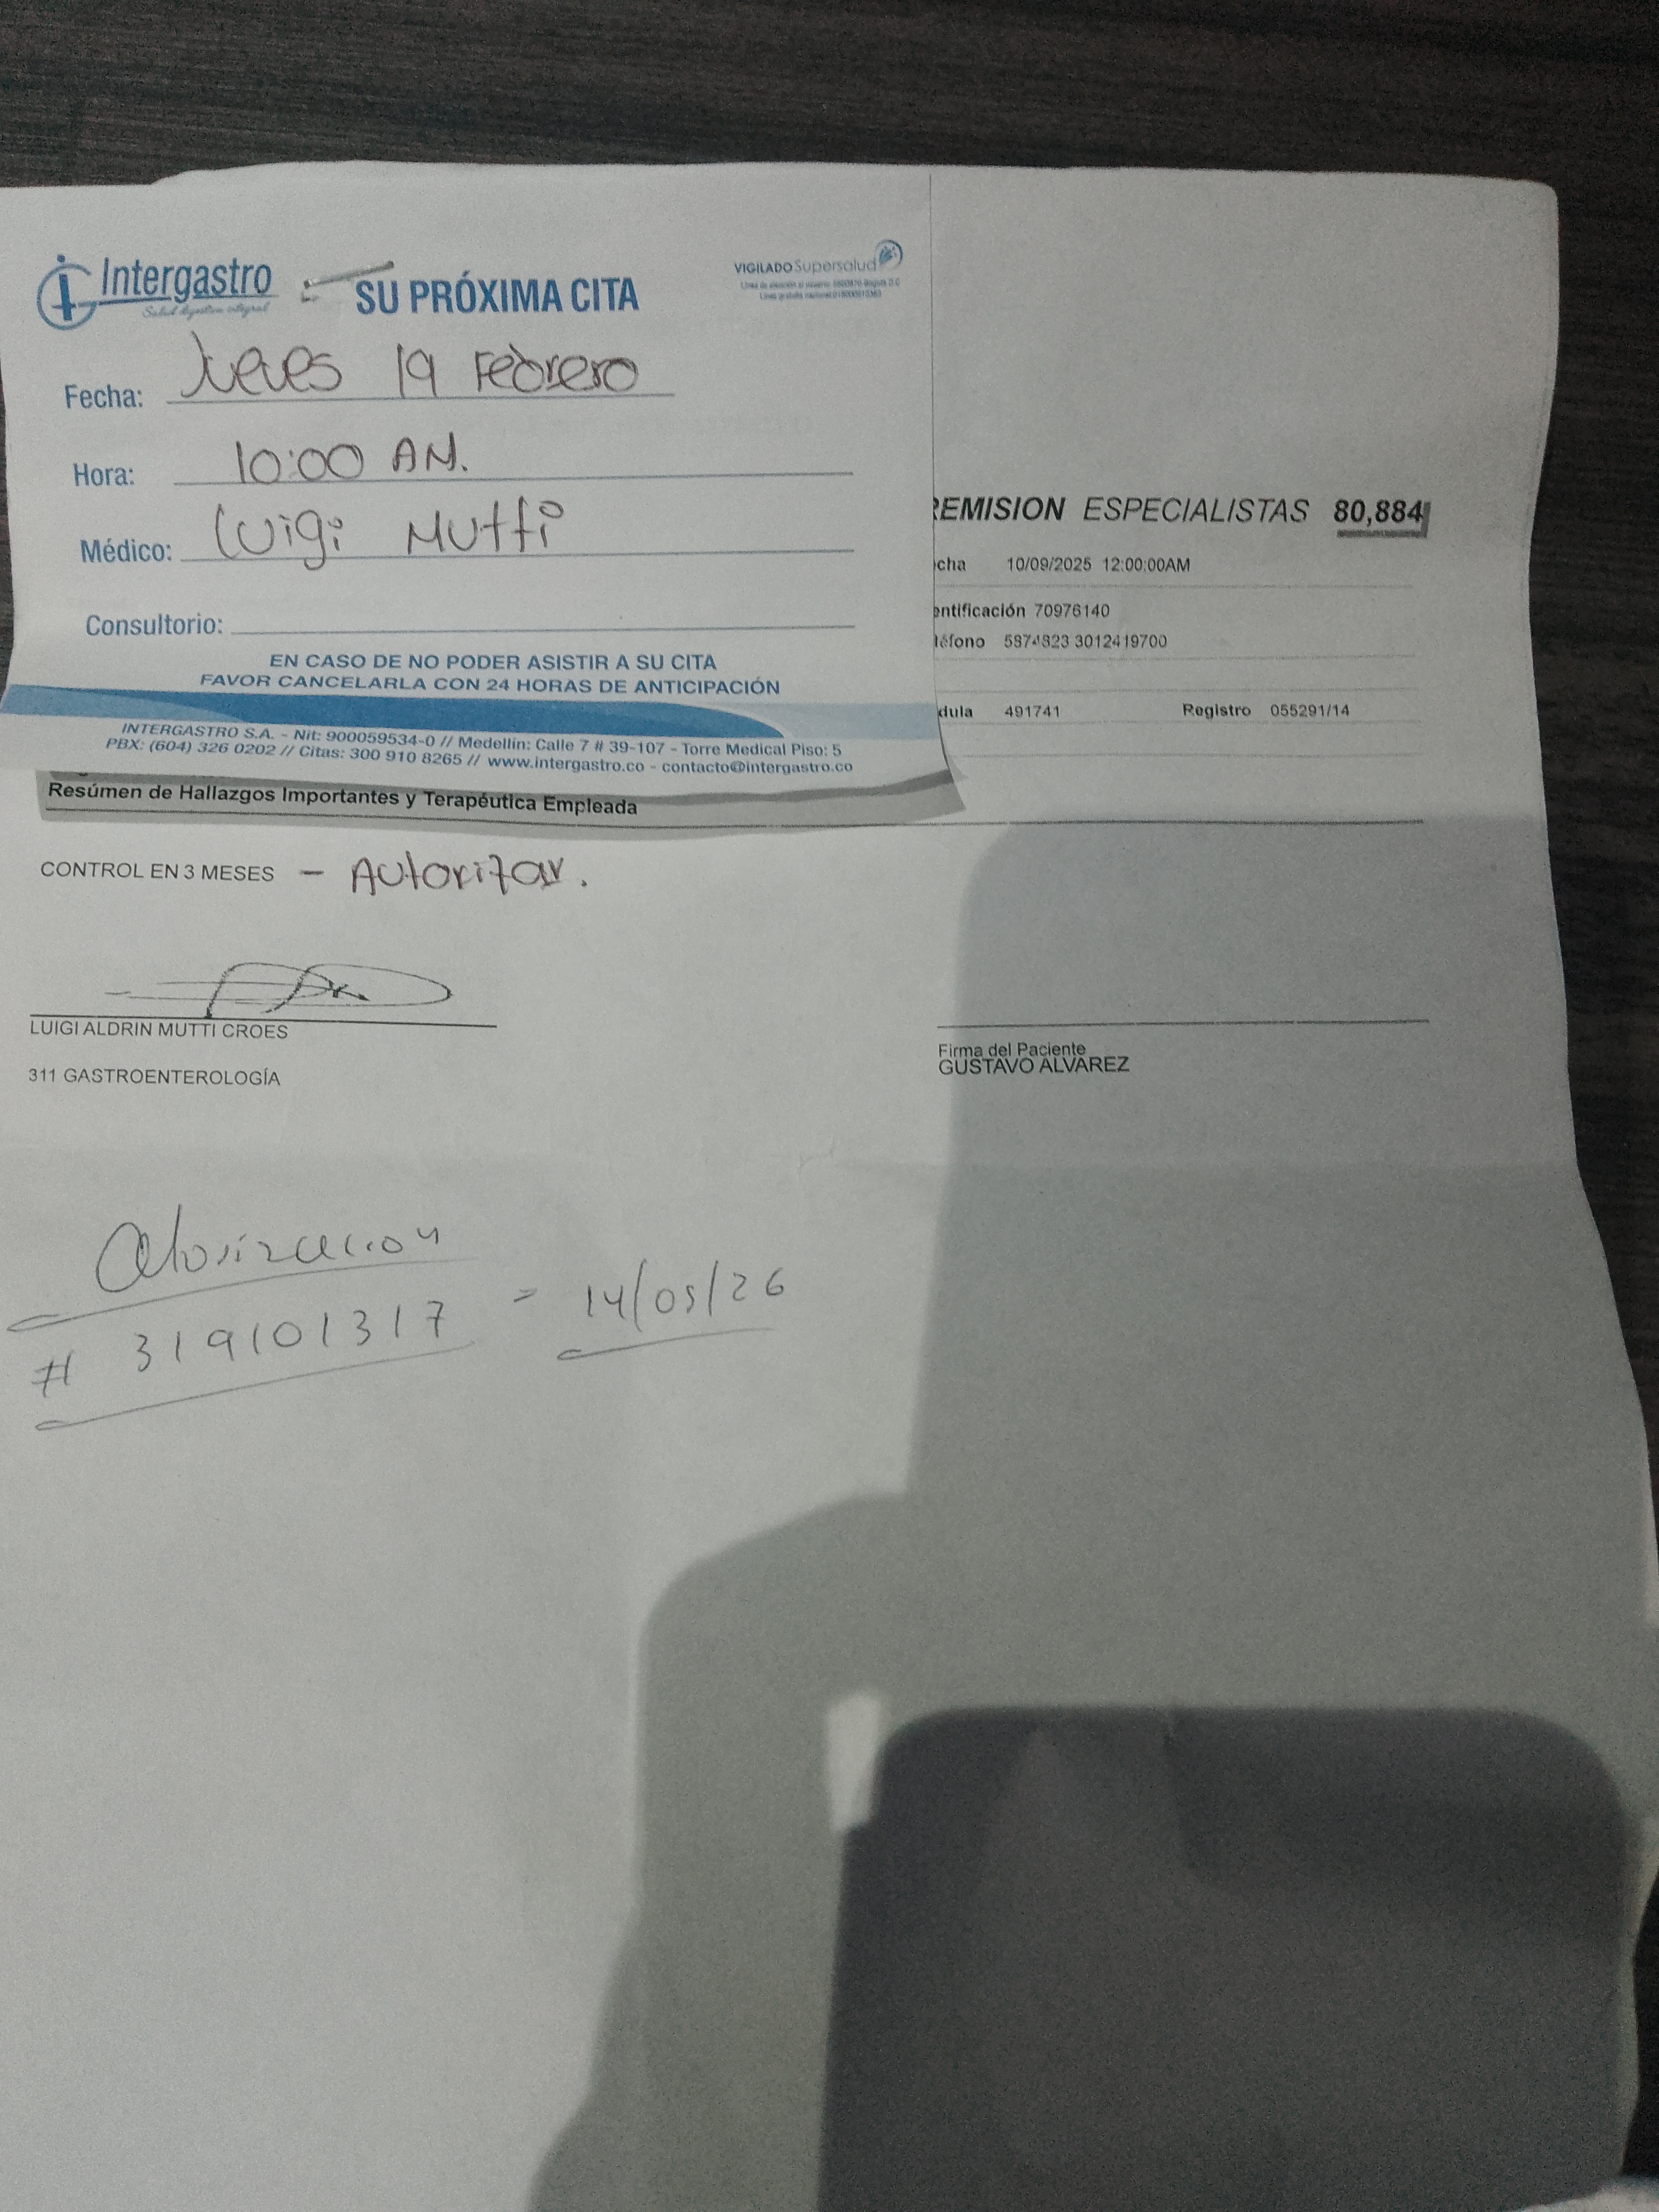 Intergastro
Salud digestiva integral
SU PRÓXIMA CITA
VIGILADO Supersalud
Fecha: Jueves 19 Febrero
Hora: 10:00 AM.
Médico: Luigi Mutti
Consultorio:
EN CASO DE NO PODER ASISTIR A SU CITA
FAVOR CANCELARLA CON 24 HORAS DE ANTICIPACIÓN
INTERGASTRO S.A. - Nit: 900059534-0 // Medellín: Calle 7 # 39-107 - Torre Medical Piso: 5
PBX: (604) 326 0202 // Citas: 300 910 8265 // www.intergastro.co - contacto@intergastro.co
REMISION ESPECIALISTAS 80,884
cha 10/09/2025 12:00:00AM
entificación 70976140
léfono 5874823 3012419700
dula 491741 Registro 055291/14
Resúmen de Hallazgos Importantes y Terapéutica Empleada
CONTROL EN 3 MESES - Autorizar.
LUIGI ALDRIN MUTTI CROES
311 GASTROENTEROLOGÍA
Firma del Paciente
GUSTAVO ALVAREZ
# 319101317 = 14/05/26